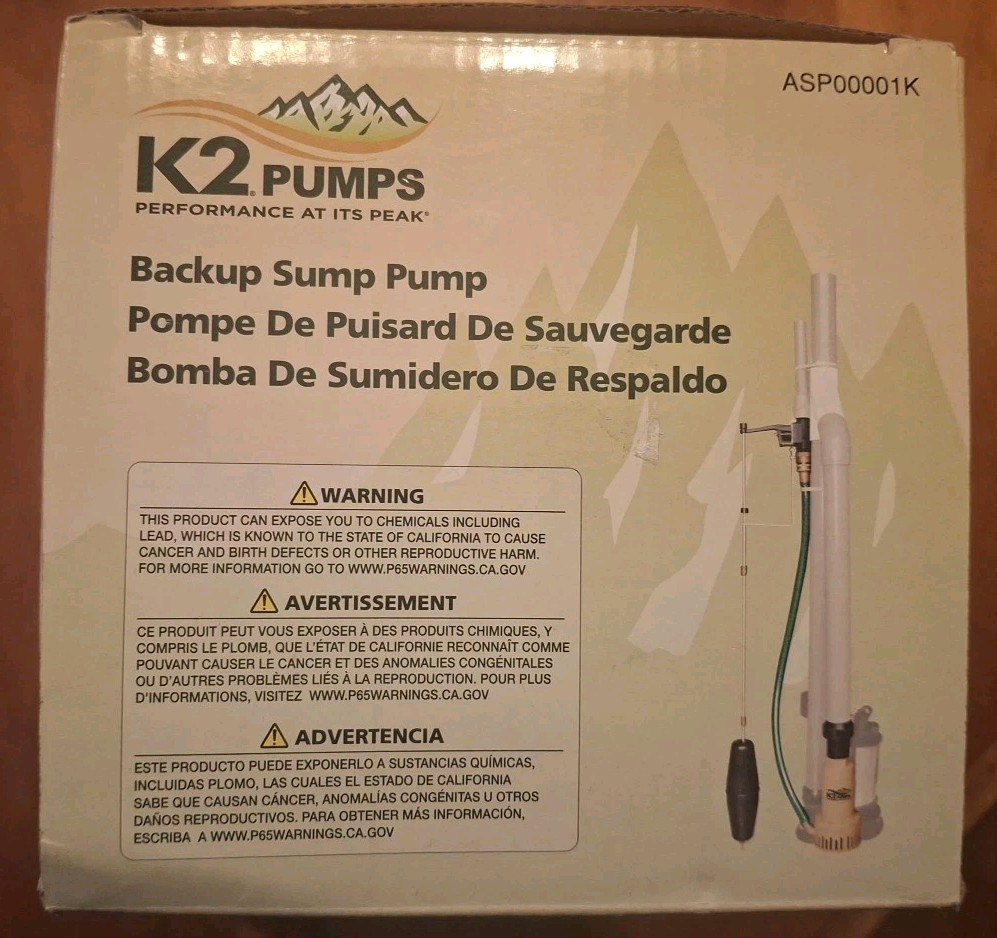 ASP00001K
K2 PUMPS
PERFORMANCE AT ITS PEAK®
Backup Sump Pump
Pompe De Puisard De Sauvegarde
Bomba De Sumidero De Respaldo
WARNING
THIS PRODUCT CAN EXPOSE YOU TO CHEMICALS INCLUDING
LEAD, WHICH IS KNOWN TO THE STATE OF CALIFORNIA TO CAUSE
CANCER AND BIRTH DEFECTS OR OTHER REPRODUCTIVE HARM.
FOR MORE INFORMATION GO TO WWW.P65WARNINGS.CA.GOV
AVERTISSEMENT
CE PRODUIT PEUT VOUS EXPOSER À DES PRODUITS CHIMIQUES, Y
COMPRIS LE PLOMB, QUE L'ÉTAT DE CALIFORNIE RECONNAÎT COMME
POUVANT CAUSER LE CANCER ET DES ANOMALIES CONGÉNITALES
OU D'AUTRES PROBLÈMES LIÉS À LA REPRODUCTION. POUR PLUS
D'INFORMATIONS, VISITEZ WWW.P65WARNINGS.CA.GOV
ADVERTENCIA
ESTE PRODUCTO PUEDE EXPONERLO A SUSTANCIAS QUÍMICAS,
INCLUIDAS PLOMO, LAS CUALES EL ESTADO DE CALIFORNIA
SABE QUE CAUSAN CÁNCER, ANOMALÍAS CONGÉNITAS U OTROS
DAÑOS REPRODUCTIVOS. PARA OBTENER MÁS INFORMACIÓN,
ESCRIBA A WWW.P65WARNINGS.CA.GOV